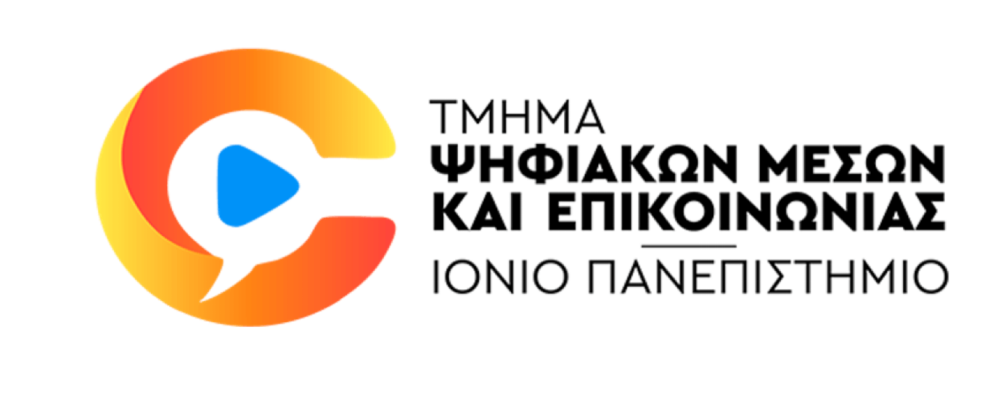 ΤΜΗΜΑ
ΨΗΦΙΑΚΩΝ ΜΕΣΩΝ
ΚΑΙ ΕΠΙΚΟΙΝΩΝΙΑΣ
ΙΟΝΙΟ ΠΑΝΕΠΙΣΤΗΜΙΟ